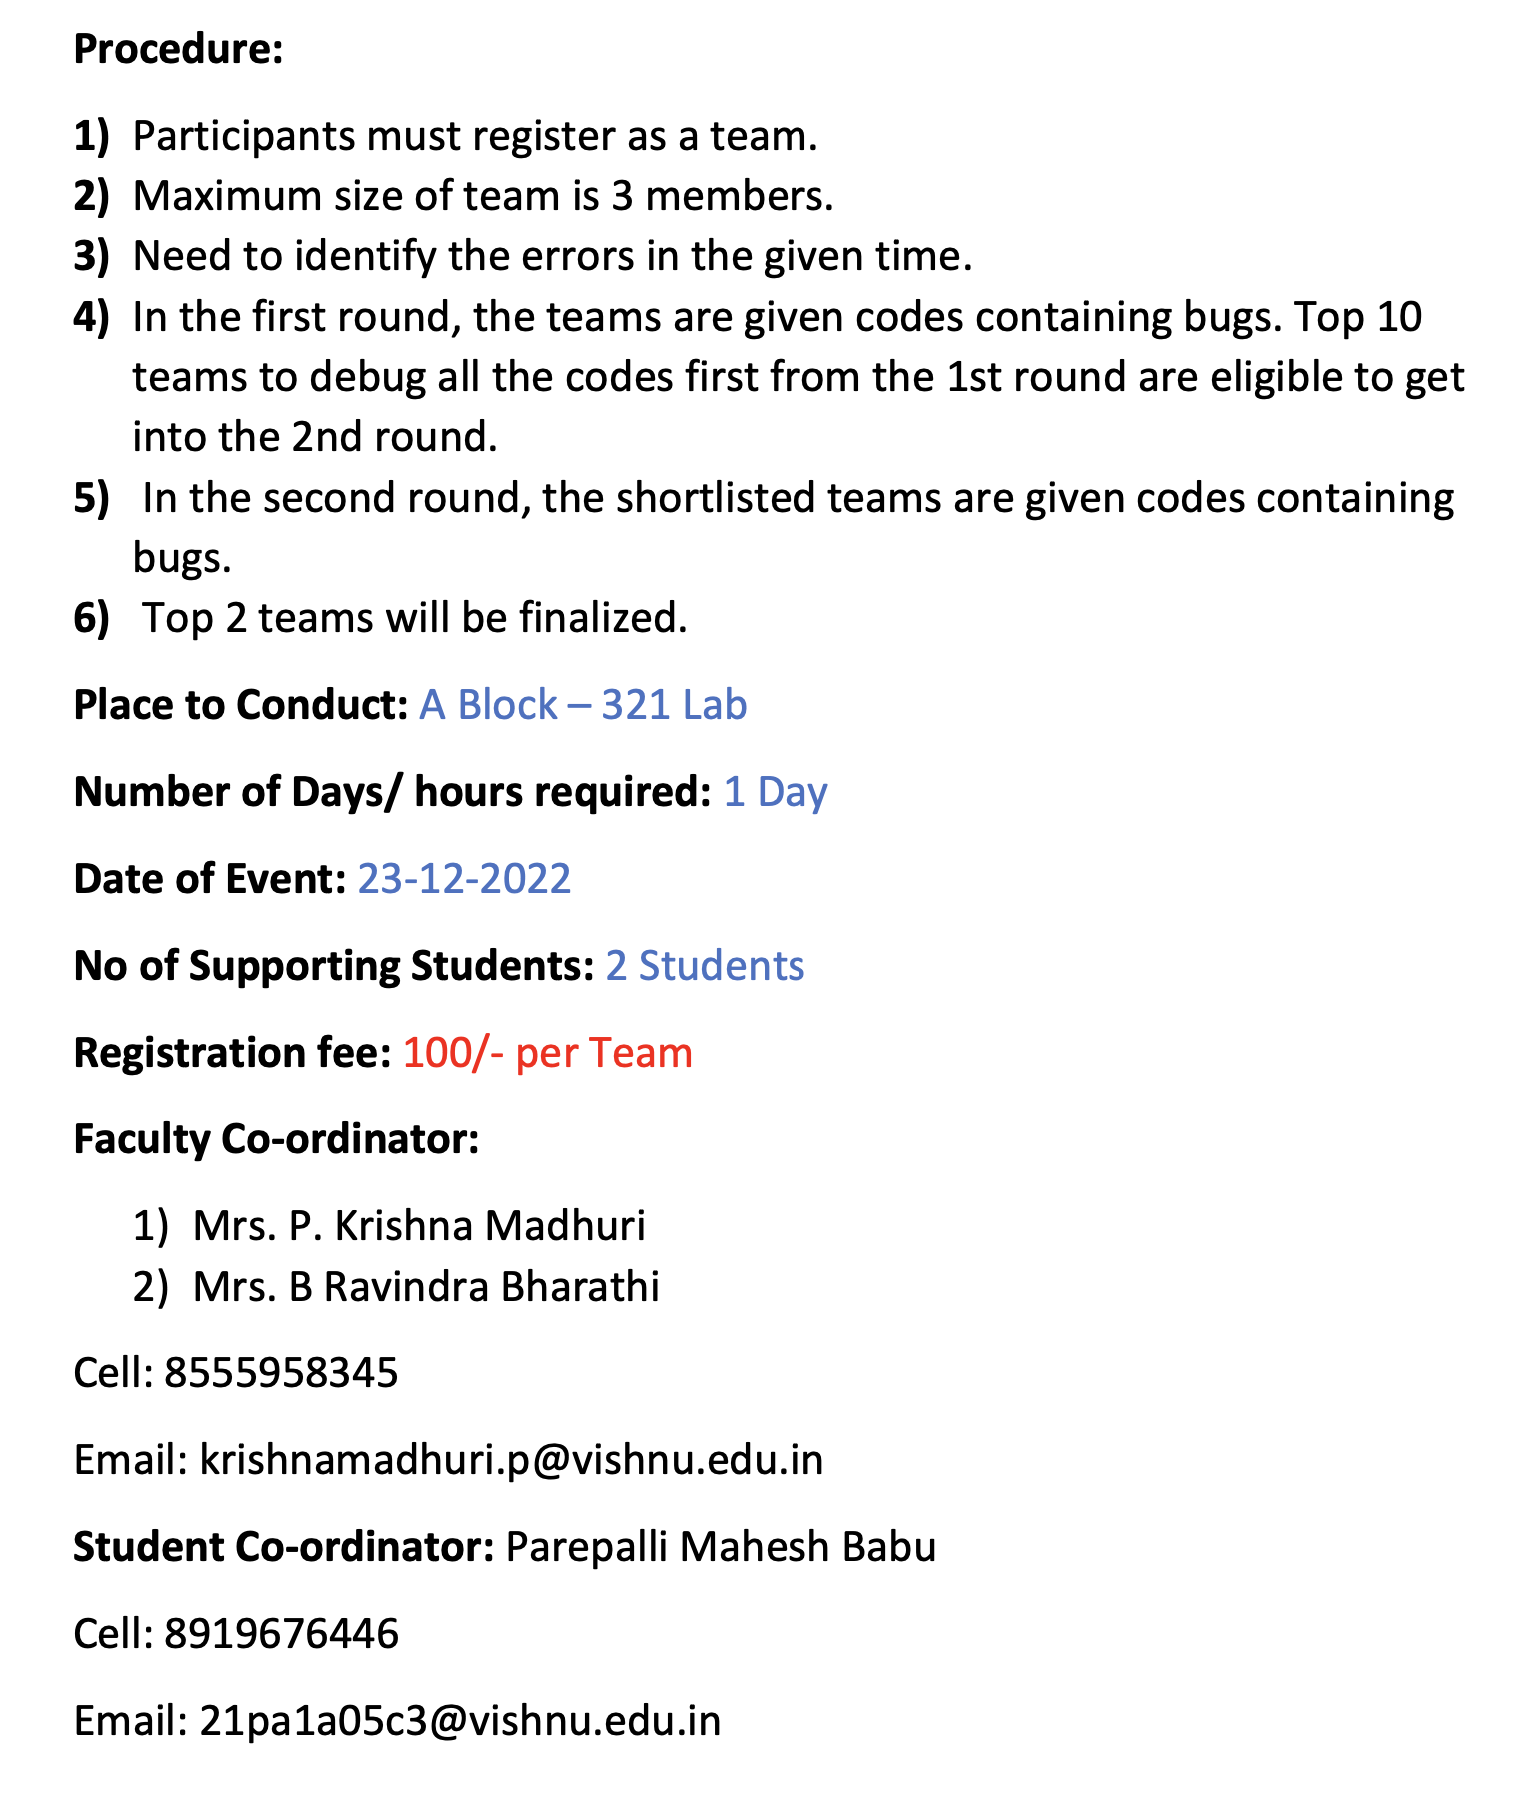 Procedure:
1) Participants must register as a team.
2) Maximum size of team is 3 members.
3) Need to identify the errors in the given time.
4) In the first round, the teams are given codes containing bugs. Top 10
teams to debug all the codes first from the 1st round are eligible to get
into the 2nd round.
5) In the second round, the shortlisted teams are given codes containing
bugs.
6) Top 2 teams will be finalized.
Place to Conduct: A Block – 321 Lab
Number of Days/ hours required: 1 Day
Date of Event: 23-12-2022
No of Supporting Students: 2 Students
Registration fee: 100/- per Team
Faculty Co-ordinator:
1) Mrs. P. Krishna Madhuri
2) Mrs. B Ravindra Bharathi
Cell: 8555958345
Email: krishnamadhuri.p@vishnu.edu.in
Student Co-ordinator: Parepalli Mahesh Babu
Cell: 8919676446
Email: 21pa1a05c3@vishnu.edu.in